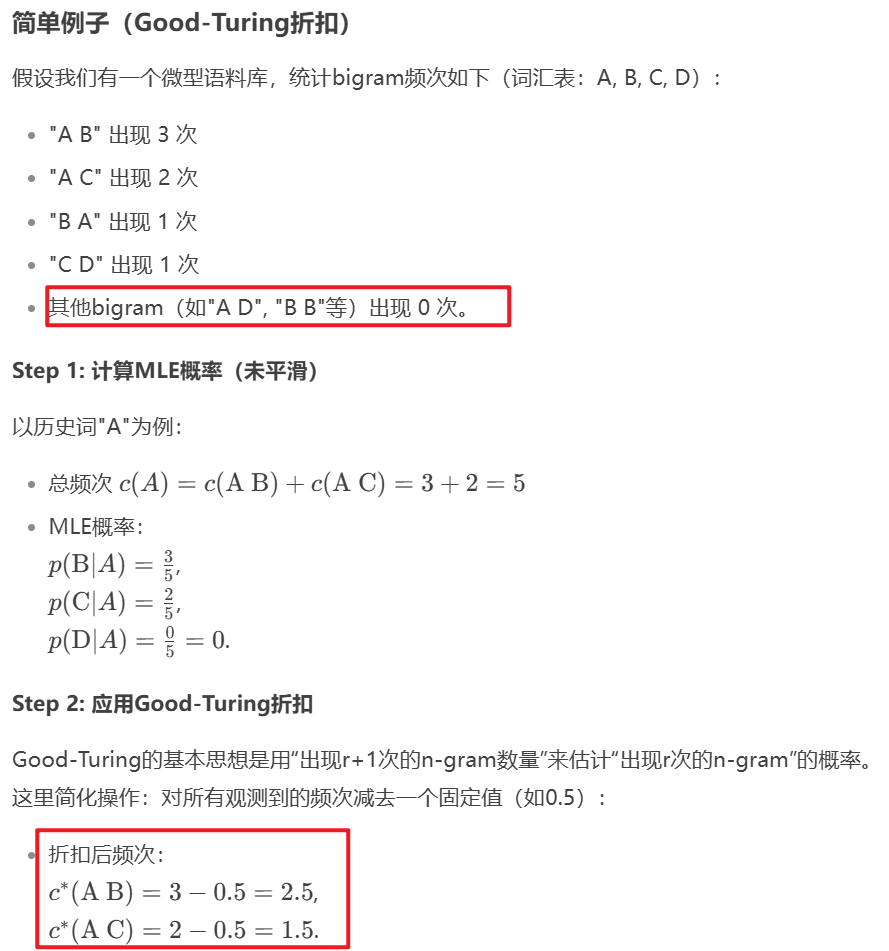 简单例子（Good-Turing折扣）
假设我们有一个微型语料库，统计bigram频次如下（词汇表：A, B, C, D）：
"A B" 出现 3 次
"A C" 出现 2 次
"B A" 出现 1 次
"C D" 出现 1 次
其他bigram（如"A D", "B B"等）出现 0 次。
Step 1: 计算MLE概率（未平滑）
以历史词"A"为例：
总频次 c(A) = c(A B) + c(A C) = 3 + 2 = 5
MLE概率：
p(B|A) = 3/5,
p(C|A) = 2/5,
p(D|A) = 0/5 = 0.
Step 2: 应用Good-Turing折扣
Good-Turing的基本思想是用“出现r+1次的n-gram数量”来估计“出现r次的n-gram”的概率。
这里简化操作：对所有观测到的频次减去一个固定值（如0.5）：
折扣后频次：
c*(A B) = 3 − 0.5 = 2.5,
c*(A C) = 2 − 0.5 = 1.5.